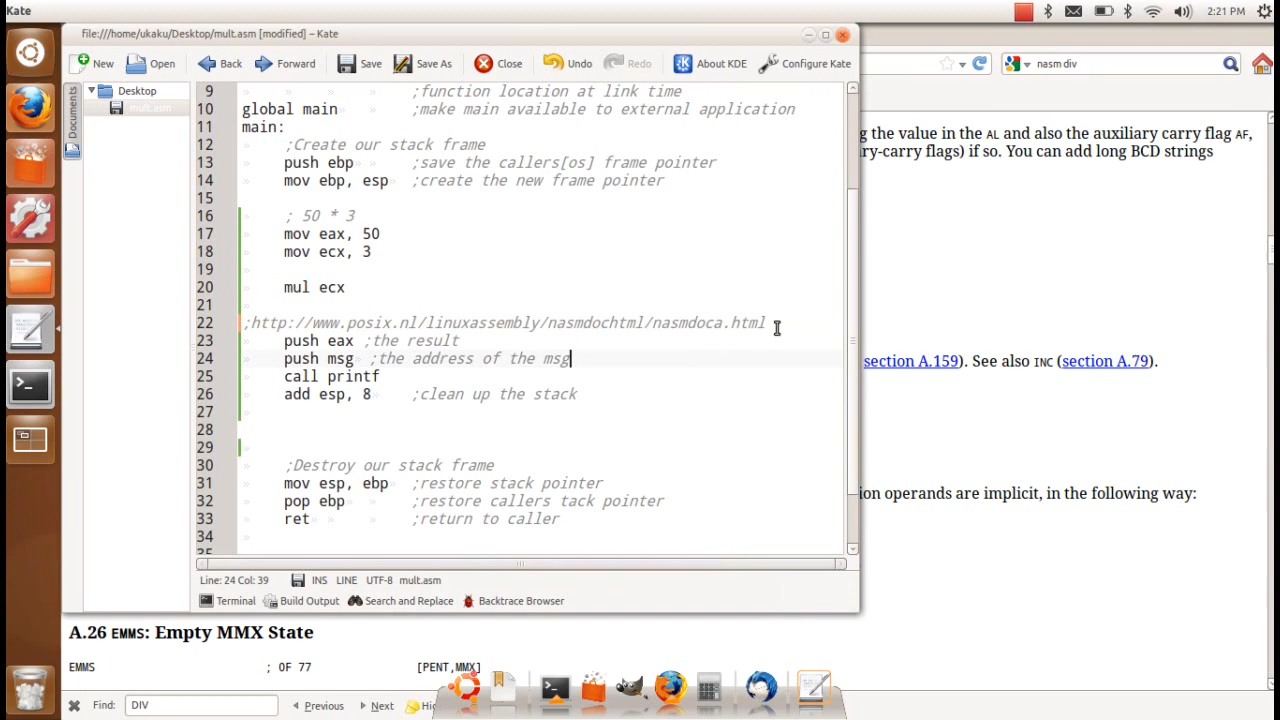 Kate
2:21 PM
file:///home/ukaku/Desktop/mult.asm [modified] – Kate
New Open Back Forward Save Save As Close Undo Redo About KDE Configure Kate
nasm div
Documents
Desktop
mult.asm
9 ;function location at link time
10 global main ;make main available to external application
11 main:
12 ;Create our stack frame
13 push ebp ;save the callers[os] frame pointer
14 mov ebp, esp ;create the new frame pointer
15
16 ; 50 * 3
17 mov eax, 50
18 mov ecx, 3
19
20 mul ecx
21
22 ;http://www.posix.nl/linuxassembly/nasmdochtml/nasmdoca.html
23 push eax ;the result
24 push msg ;the address of the msg
25 call printf
26 add esp, 8 ;clean up the stack
27
28
29
30 ;Destroy our stack frame
31 mov esp, ebp ;restore stack pointer
32 pop ebp ;restore callers tack pointer
33 ret ;return to caller
34
35
Line: 24 Col: 39 INS LINE UTF-8 mult.asm
Terminal Build Output Search and Replace Backtrace Browser
g the value in the AL and also the auxiliary carry flag AF,
ry-carry flags) if so. You can add long BCD strings
section A.159). See also INC (section A.79).
ion operands are implicit, in the following way:
A.26 EMMS: Empty MMX State
EMMS ; 0F 77 [PENT,MMX]
Find: DIV Previous Next Hig